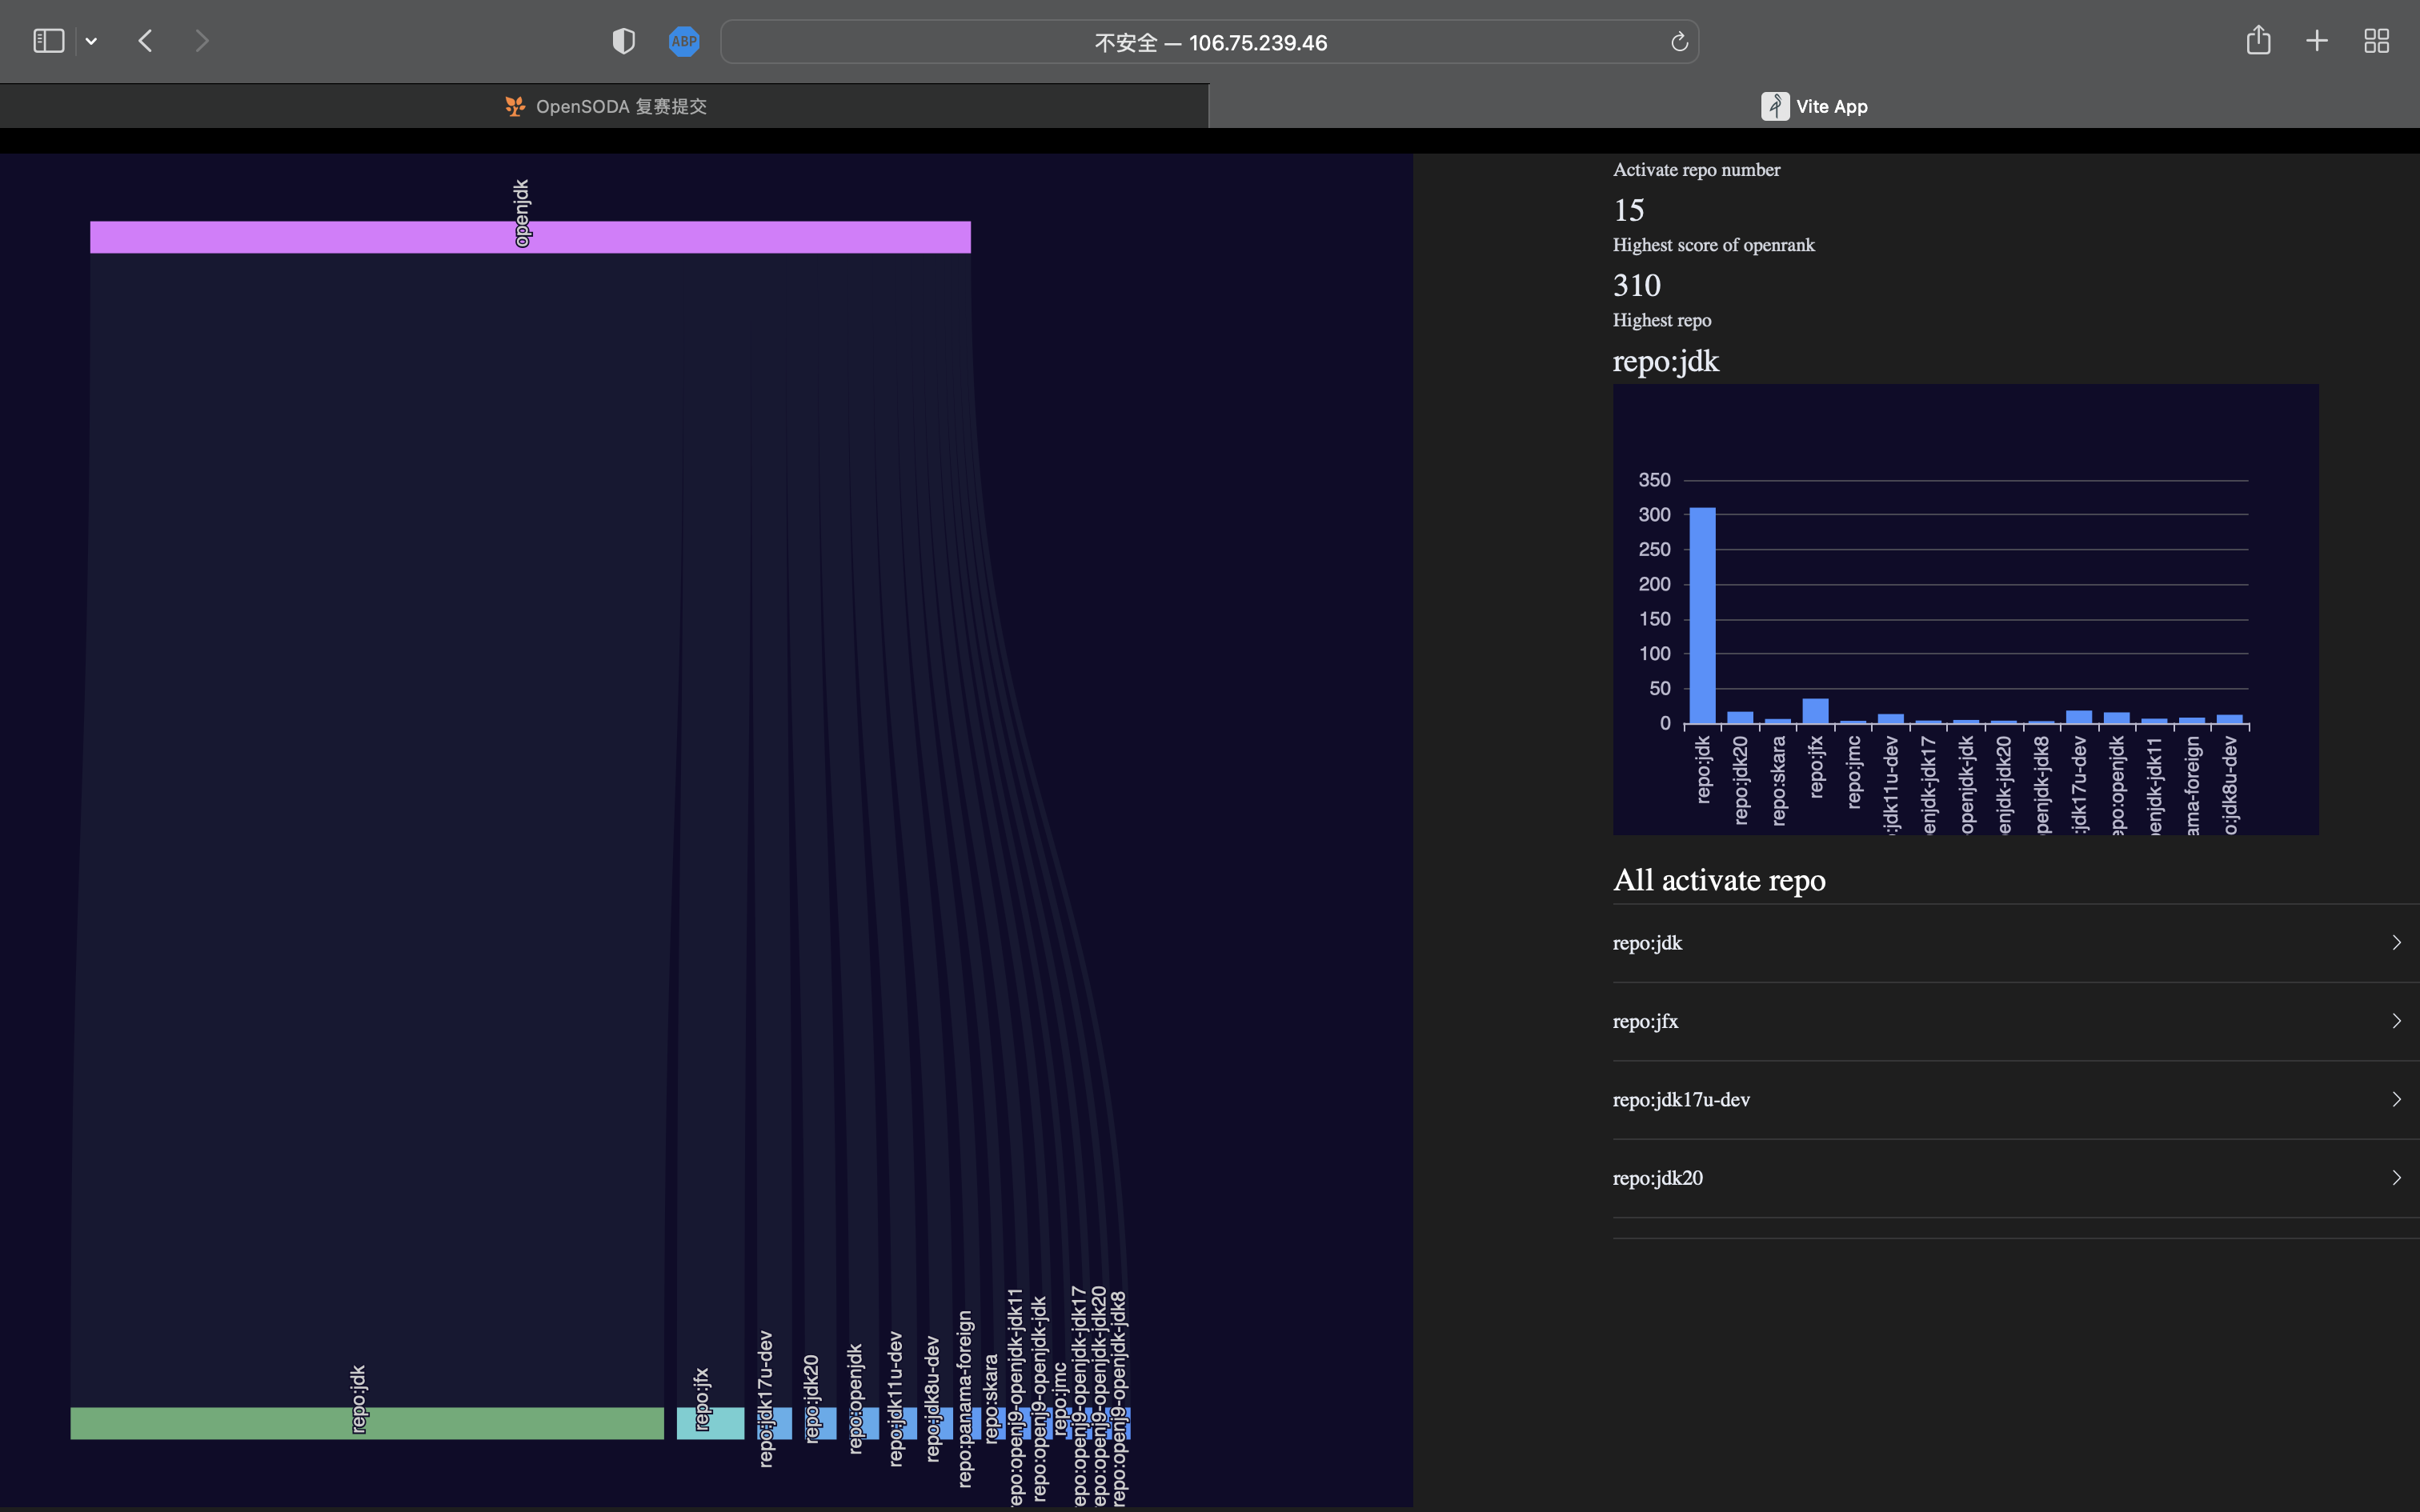 不安全 — 106.75.239.46
ABP
OpenSODA 复赛提交
Vite App
openjdk
repo:jdk
repo:jfx
repo:jdk17u-dev
repo:jdk20
repo:openjdk
repo:jdk11u-dev
repo:jdk8u-dev
repo:panama-foreign
repo:skara
epo:openj9-openjdk-jdk11
repo:openj9-openjdk-jdk
repo:jmc
epo:openj9-openjdk-jdk17
epo:openj9-openjdk-jdk20
repo:openj9-openjdk-jdk8
Activate repo number
15
Highest score of openrank
310
Highest repo
repo:jdk
350
300
250
200
150
100
50
0
repo:jdk
repo:jdk20
repo:skara
repo:jfx
repo:jmc
:jdk11u-dev
enjdk-jdk17
openjdk-jdk
enjdk-jdk20
penjdk-jdk8
:jdk17u-dev
epo:openjdk
enjdk-jdk11
ama-foreign
o:jdk8u-dev
All activate repo
repo:jdk
repo:jfx
repo:jdk17u-dev
repo:jdk20